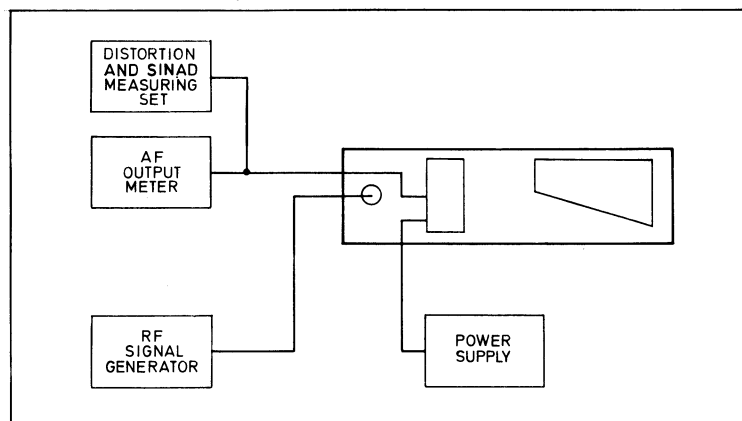 DISTORTION
AND SINAD
MEASURING
SET
AF
OUTPUT
METER
RF
SIGNAL
GENERATOR
POWER
SUPPLY